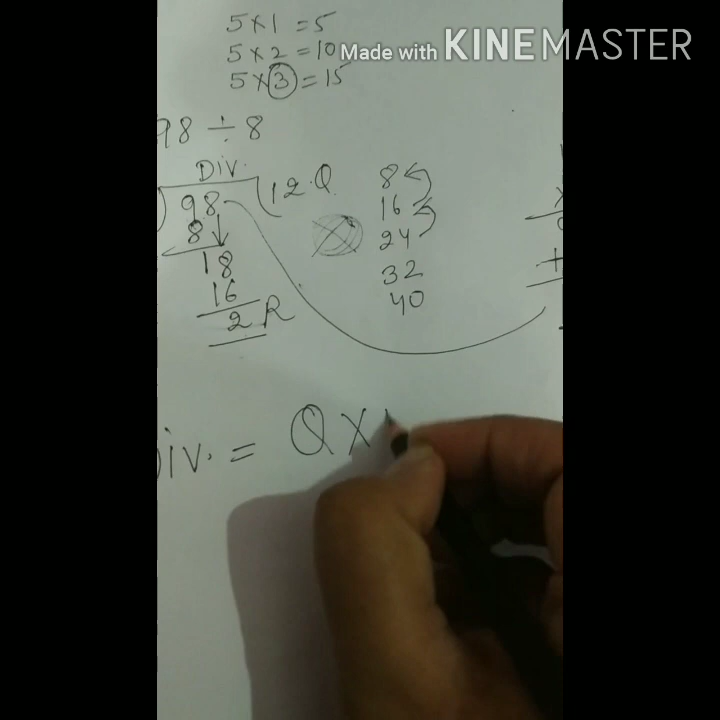 5 × 1 = 5
5 × 2 = 10
5 × 3 = 15
Made with KINEMASTER
98 ÷ 8
Div.
98 12 Q
8
18
16
2 R
8
16
24
32
40
Div. = Q ×